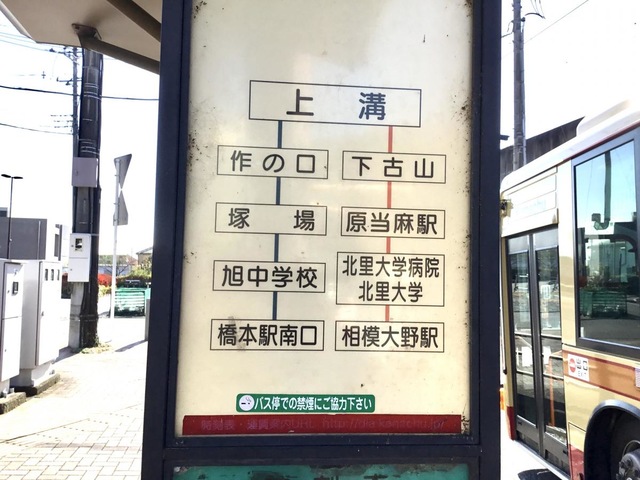 上溝
作の口
下古山
塚場
原当麻駅
旭中学校
北里大学病院
北里大学
橋本駅南口
相模大野駅
バス停での禁煙にご協力下さい